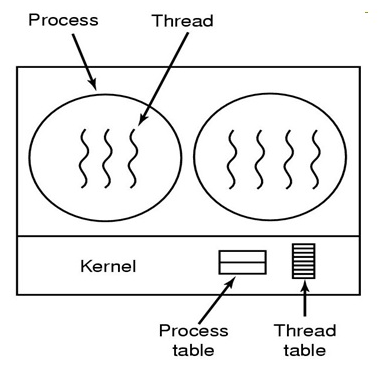 Process Thread
Kernel
Process Thread
table table